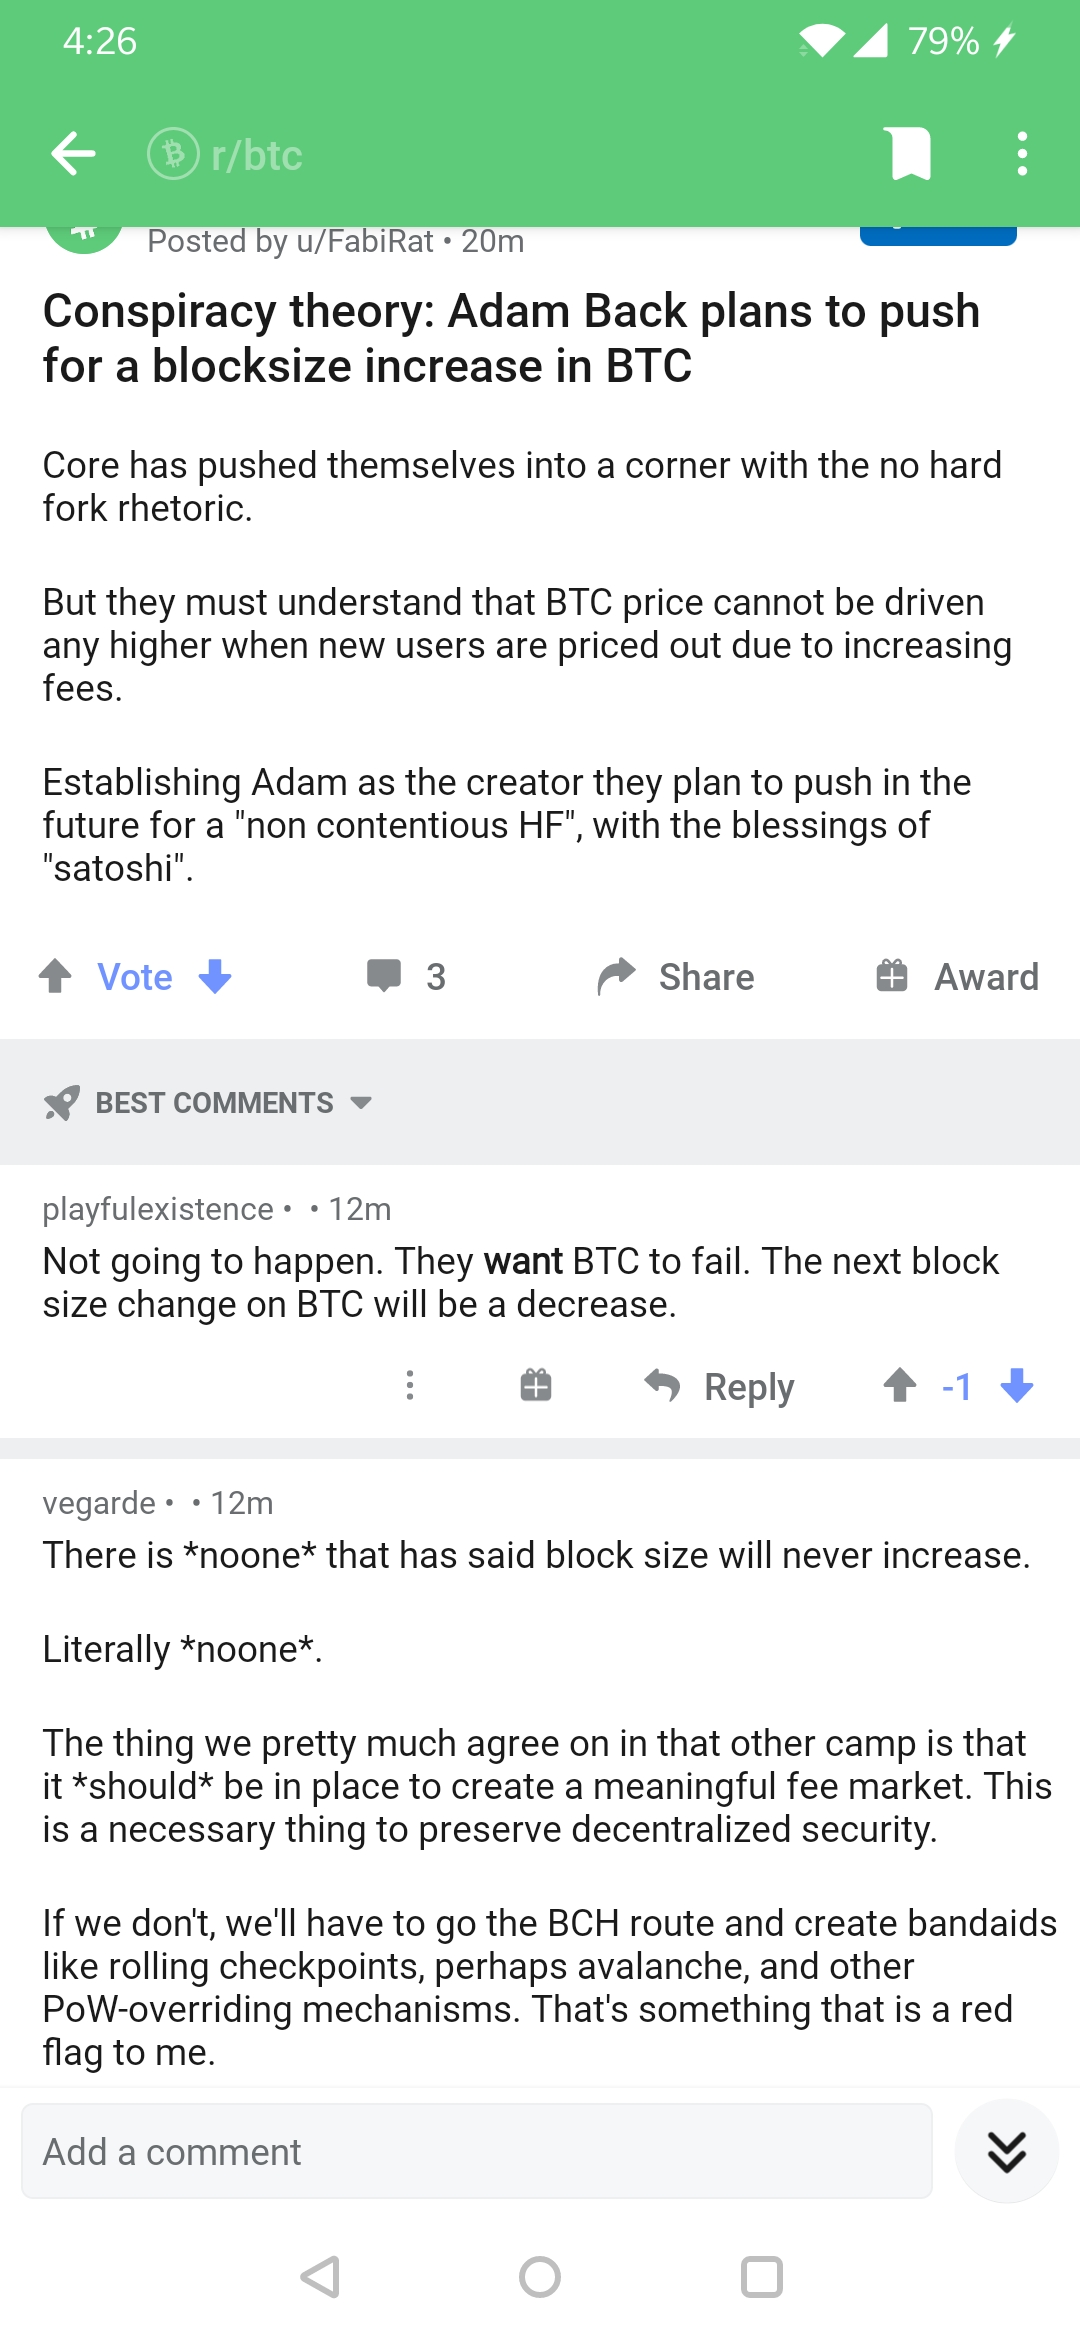 4:26
79%
r/btc
Posted by u/FabiRat • 20m
Conspiracy theory: Adam Back plans to push
for a blocksize increase in BTC
Core has pushed themselves into a corner with the no hard
fork rhetoric.
But they must understand that BTC price cannot be driven
any higher when new users are priced out due to increasing
fees.
Establishing Adam as the creator they plan to push in the
future for a "non contentious HF", with the blessings of
"satoshi".
Vote 3 Share Award
BEST COMMENTS
playfulexistence • • 12m
Not going to happen. They want BTC to fail. The next block
size change on BTC will be a decrease.
Reply -1
vegarde • • 12m
There is *noone* that has said block size will never increase.
Literally *noone*.
The thing we pretty much agree on in that other camp is that
it *should* be in place to create a meaningful fee market. This
is a necessary thing to preserve decentralized security.
If we don't, we'll have to go the BCH route and create bandaids
like rolling checkpoints, perhaps avalanche, and other
PoW-overriding mechanisms. That's something that is a red
flag to me.
Add a comment